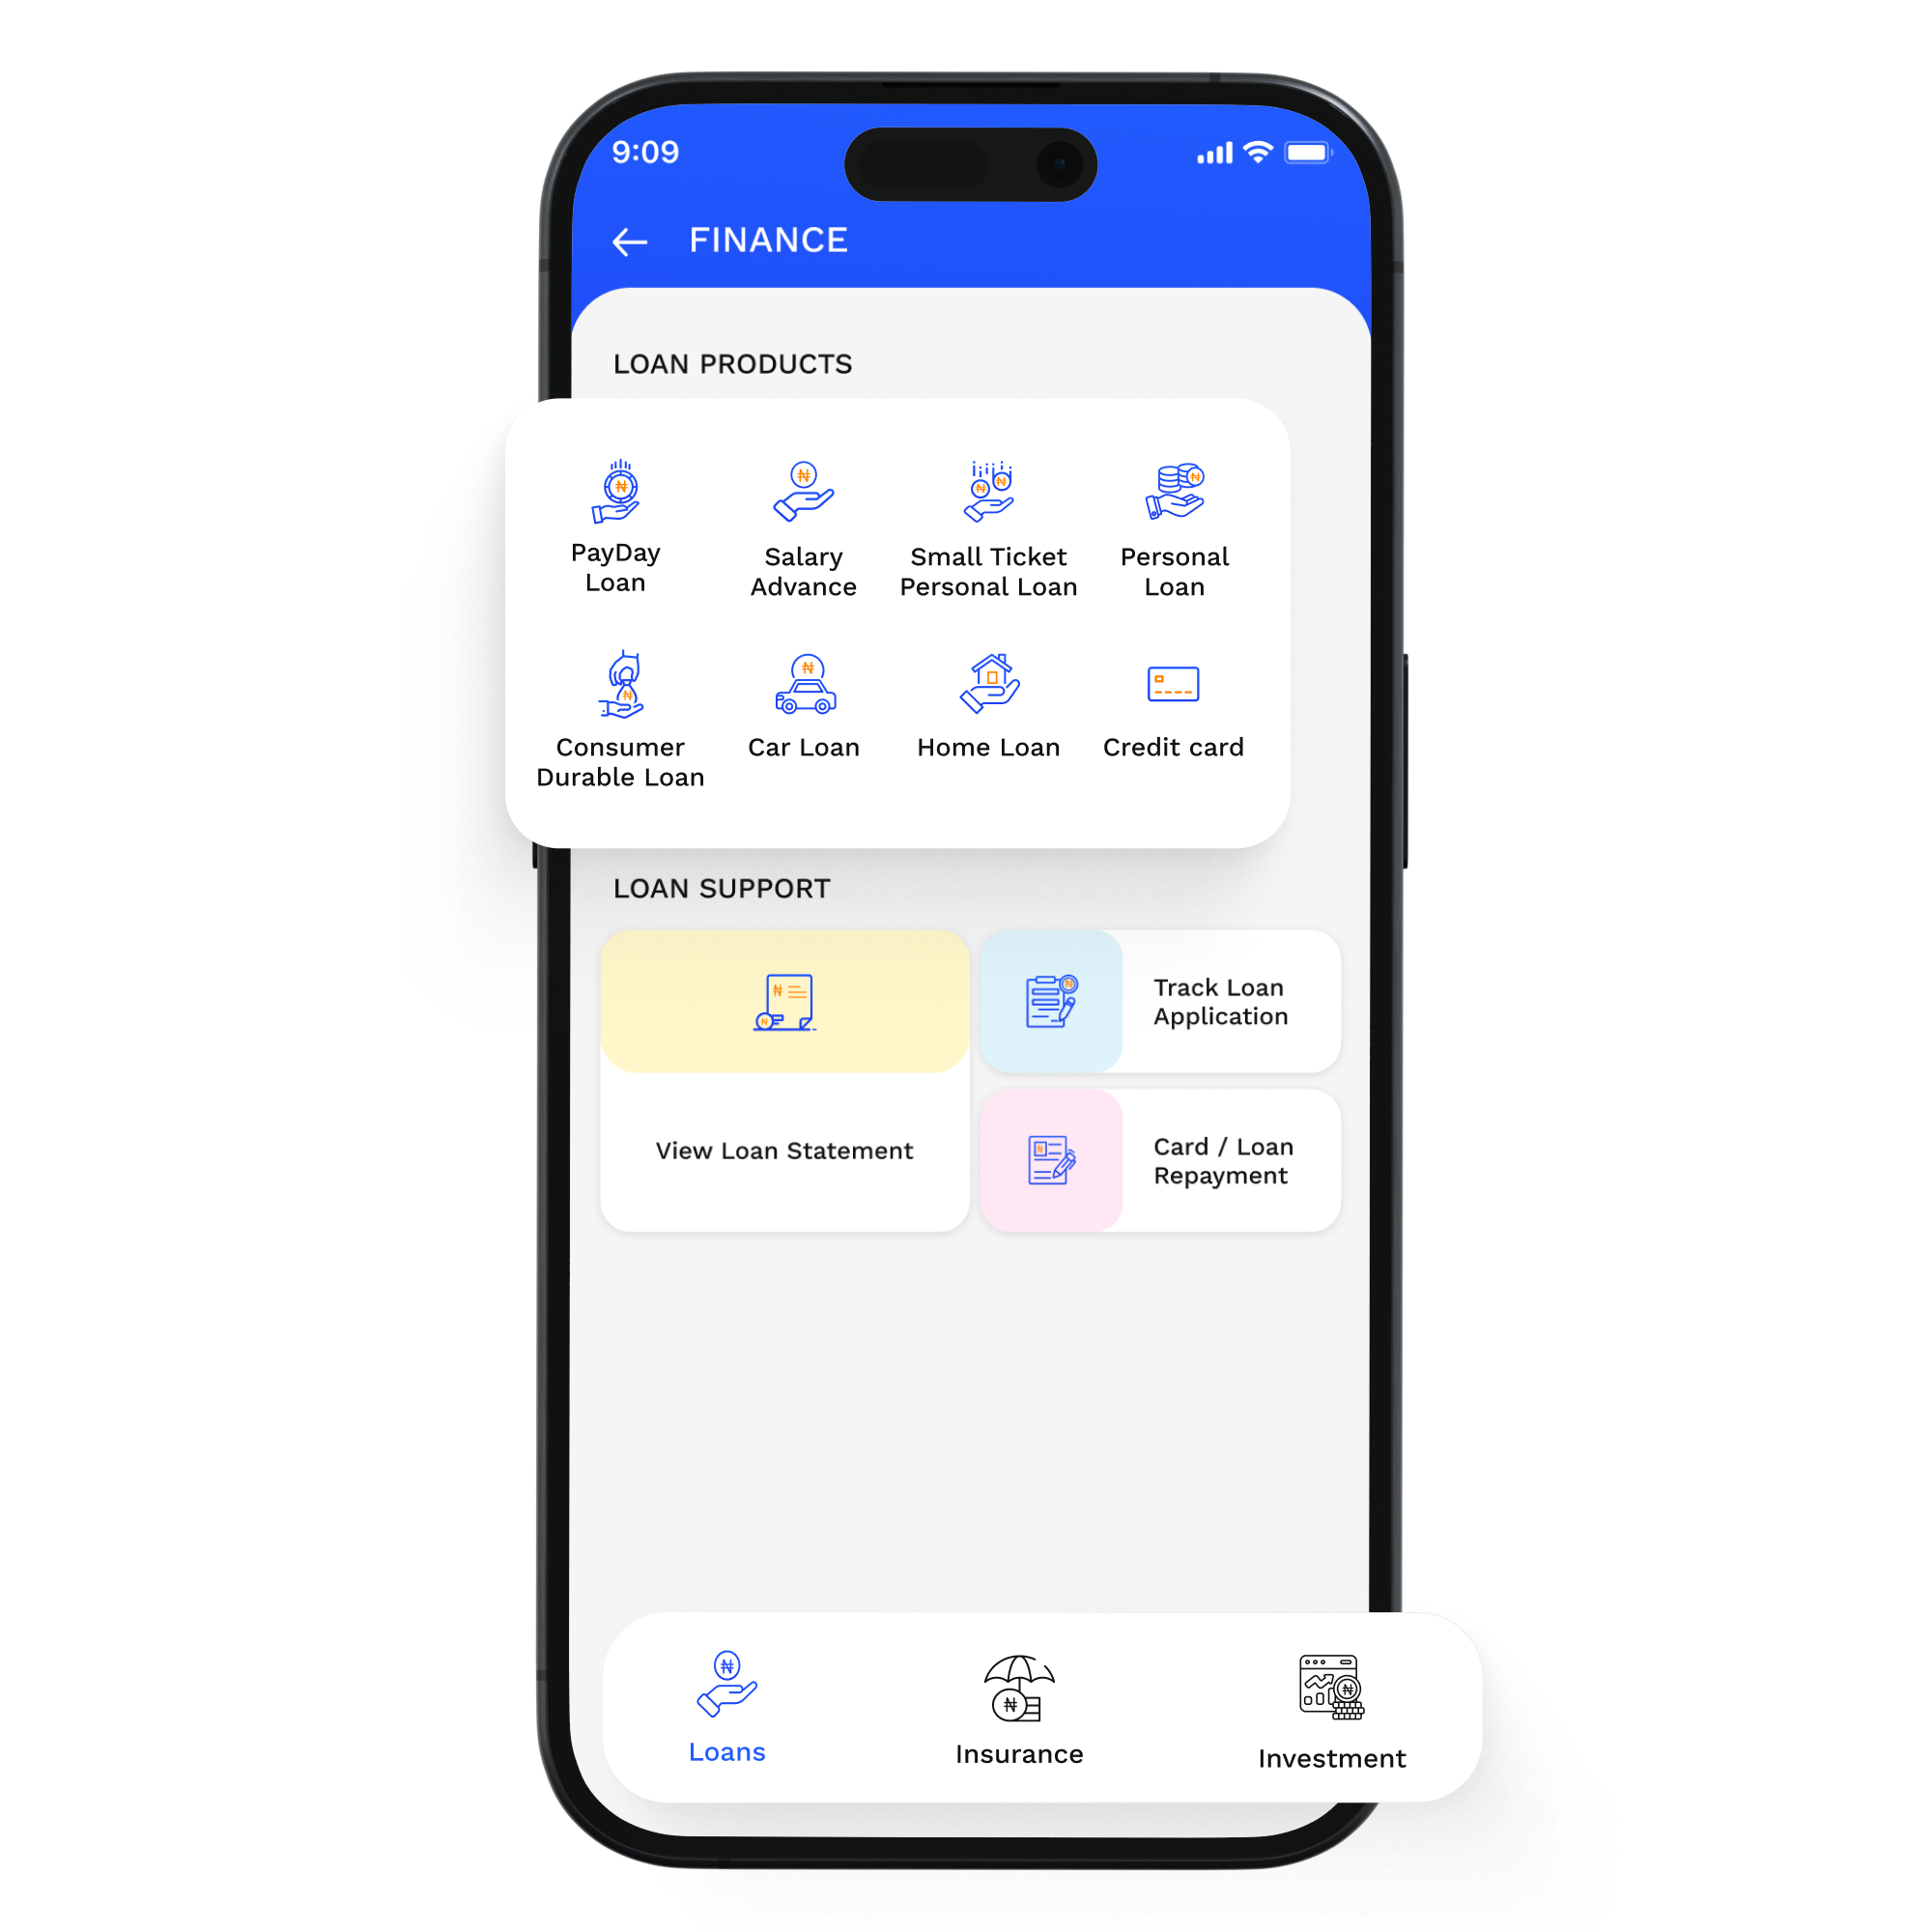 9:09
FINANCE
LOAN PRODUCTS
₦
₦
₦
₦
₦
PayDay
Loan
Salary
Advance
Small Ticket
Personal Loan
Personal
Loan
₦
₦
Consumer
Durable Loan
Car Loan
Home Loan
Credit card
LOAN SUPPORT
₦
₦
View Loan Statement
₦
Track Loan
Application
₦
Card / Loan
Repayment
₦
Loans
₦
Insurance
₦
Investment